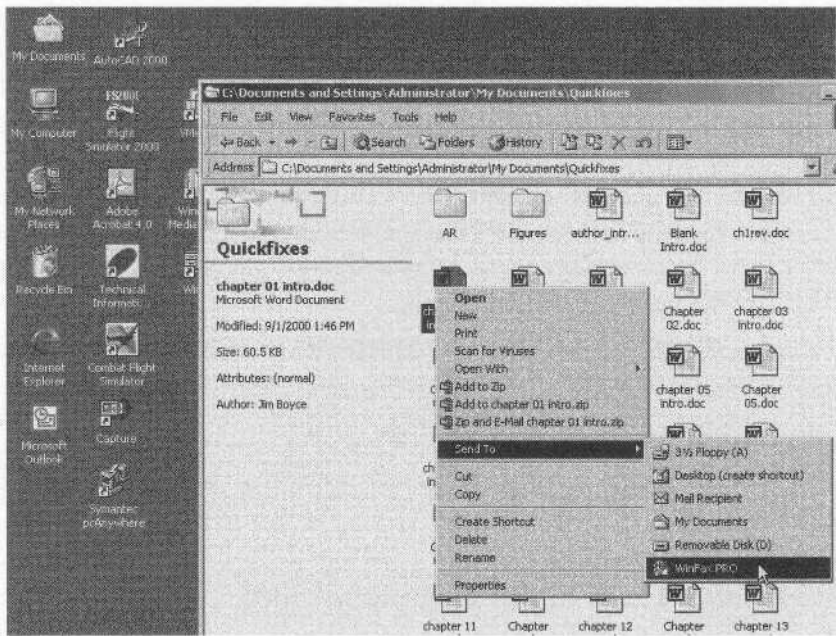 My Documents
AutoCAD 2000
My Computer
FS2000
Flight
Simulator 2000
My Network
Places
Adobe
Acrobat 4.0
Media
Recycle Bin
Technical
Informati...
Internet
Explorer
Combat Flight
Simulator
Microsoft
Outlook
Capture
Symantec
pcAnywhere
C:\Documents and Settings\Administrator\My Documents\Quickfixes
File Edit View Favorites Tools Help
Back Search Folders History
Address C:\Documents and Settings\Administrator\My Documents\Quickfixes
Quickfixes
chapter 01 intro.doc
Microsoft Word Document
Modified: 9/1/2000 1:46 PM
Size: 60.5 KB
Attributes: (normal)
Author: Jim Boyce
AR
Figures
author_intr...
Blank
Intro.doc
ch1rev.doc
Chapter
02.doc
chapter 03
intro.doc
chapter 05
intro.doc
Chapter
05.doc
Open
New
Print
Scan for Viruses
Open With
Add to Zip
Add to chapter 01 intro.zip
Zip and E-Mail chapter 01 intro.zip
Send To
Cut
Copy
Create Shortcut
Delete
Rename
Properties
3½ Floppy (A)
Desktop (create shortcut)
Mail Recipient
My Documents
Removable Disk (D)
WinFax PRO
chapter 11
Chapter
chapter 12
Chapter
chapter 13